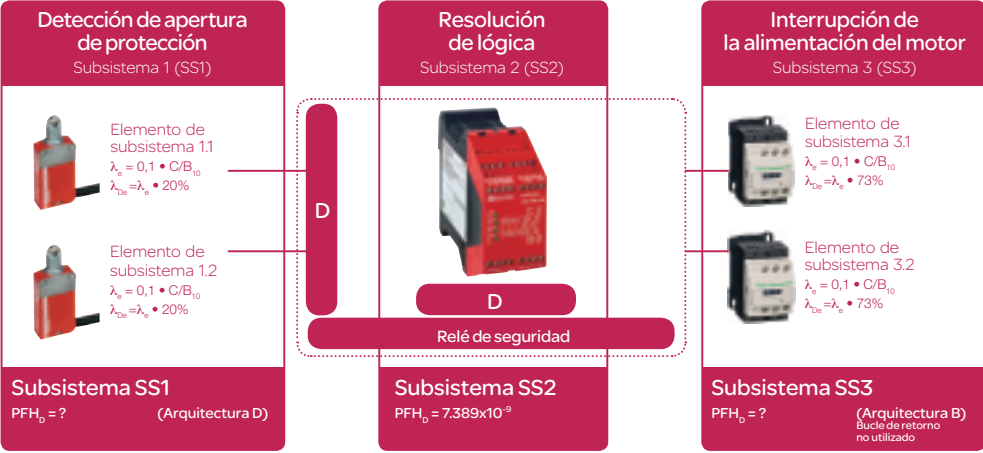 Detección de apertura
de protección
Subsistema 1 (SS1)
Elemento de
subsistema 1.1
λe = 0,1 • C/B10
λDe =λe • 20%
Elemento de
subsistema 1.2
λe = 0,1 • C/B10
λDe =λe • 20%
Subsistema SS1
PFHD = ? (Arquitectura D)
Resolución
de lógica
Subsistema 2 (SS2)
D
D
Relé de seguridad
Subsistema SS2
PFHD = 7.389x10-9
Interrupción de
la alimentación del motor
Subsistema 3 (SS3)
Elemento de
subsistema 3.1
λe = 0,1 • C/B10
λDe =λe • 73%
Elemento de
subsistema 3.2
λe = 0,1 • C/B10
λDe =λe • 73%
Subsistema SS3
PFHD = ? (Arquitectura B)
Bucle de retorno
no utilizado